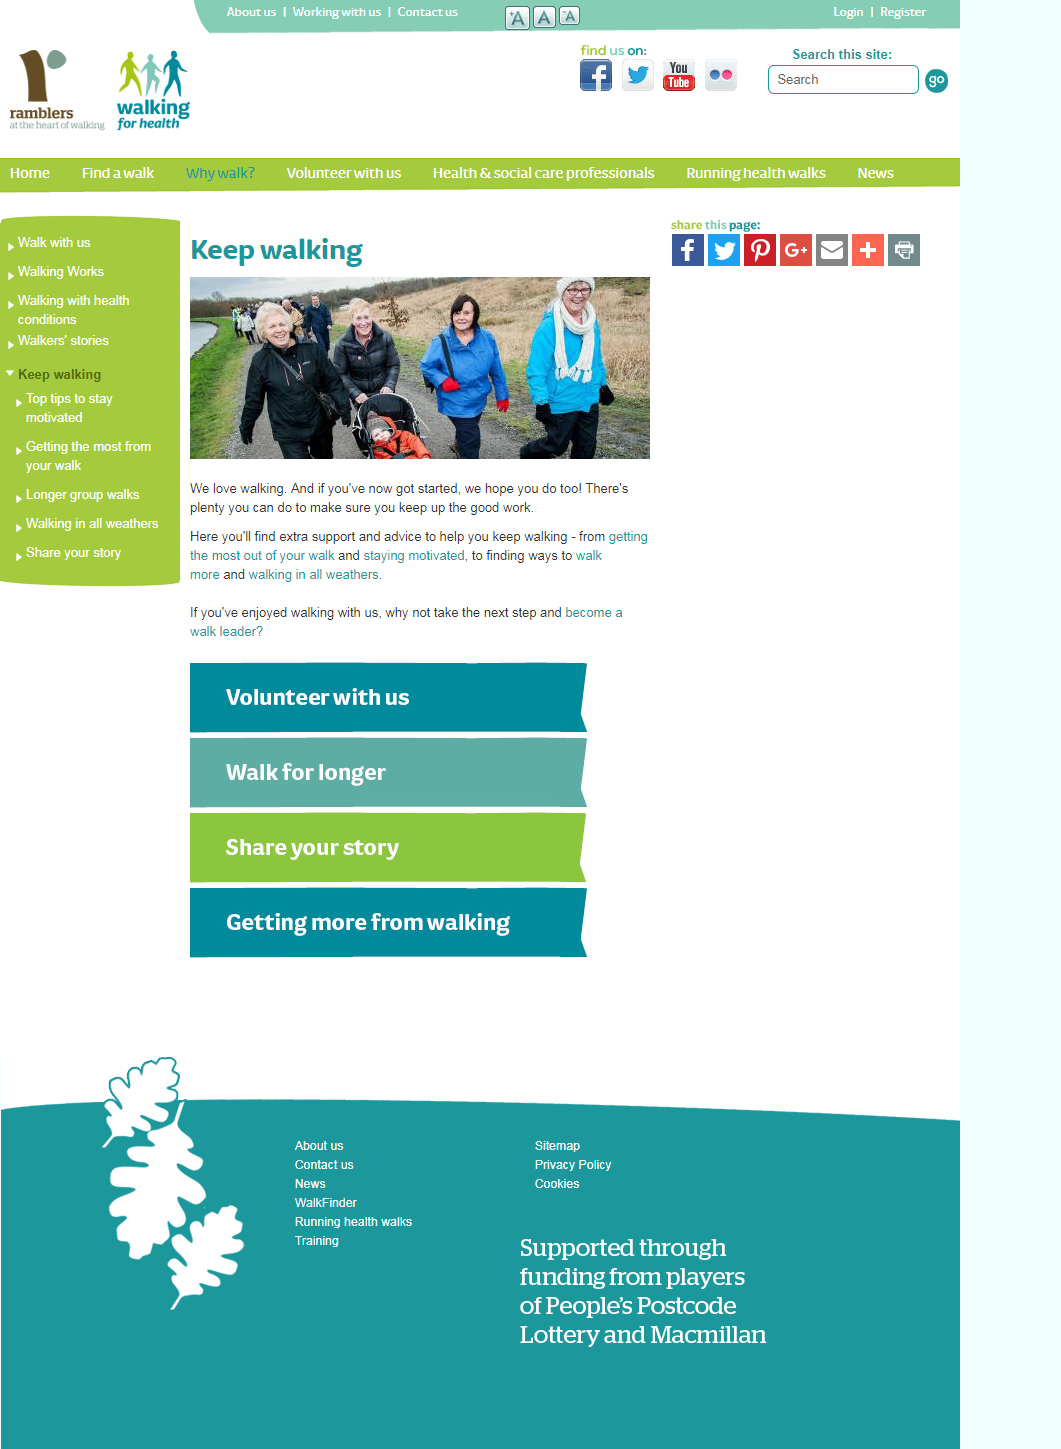 About us | Working with us | Contact us
+A A -A
Login | Register
find us on:
Search this site:
You
Tube
Search
go
ramblers
at the heart of walking
walking
for health
Home Find a walk Why walk? Volunteer with us Health & social care professionals Running health walks News
Walk with us
Walking Works
Walking with health
conditions
Walkers' stories
Keep walking
Top tips to stay
motivated
Getting the most from
your walk
Longer group walks
Walking in all weathers
Share your story
Keep walking
We love walking. And if you've now got started, we hope you do too! There's
plenty you can do to make sure you keep up the good work.
Here you'll find extra support and advice to help you keep walking - from getting
the most out of your walk and staying motivated, to finding ways to walk
more and walking in all weathers.
If you've enjoyed walking with us, why not take the next step and become a
walk leader?
Volunteer with us
Walk for longer
Share your story
Getting more from walking
share this page:
G+
About us
Contact us
News
WalkFinder
Running health walks
Training
Sitemap
Privacy Policy
Cookies
Supported through
funding from players
of People's Postcode
Lottery and Macmillan